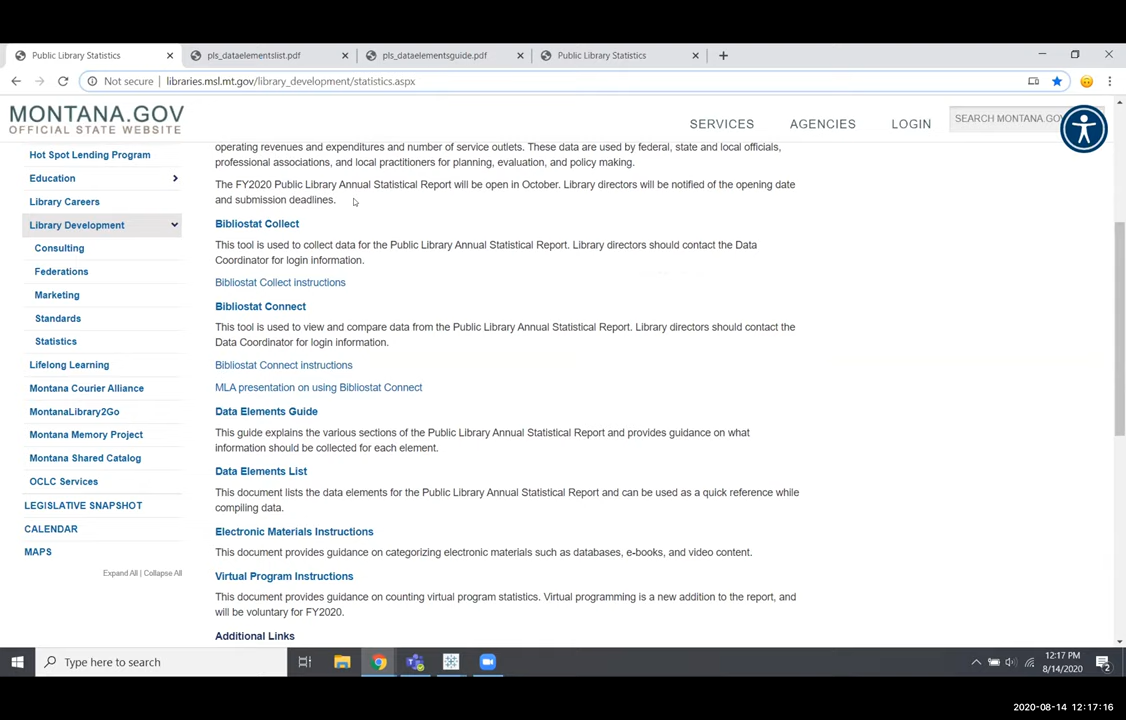 Public Library Statistics
pls_dataelementslist.pdf
pls_dataelementsguide.pdf
Public Library Statistics
Not secure | libraries.msl.mt.gov/library_development/statistics.aspx
MONTANA.GOV
OFFICIAL STATE WEBSITE
SERVICES
AGENCIES
LOGIN
SEARCH MONTANA.GOV
Hot Spot Lending Program
Education
Library Careers
Library Development
Consulting
Federations
Marketing
Standards
Statistics
Lifelong Learning
Montana Courier Alliance
MontanaLibrary2Go
Montana Memory Project
Montana Shared Catalog
OCLC Services
LEGISLATIVE SNAPSHOT
CALENDAR
MAPS
Expand All | Collapse All
operating revenues and expenditures and number of service outlets. These data are used by federal, state and local officials,
professional associations, and local practitioners for planning, evaluation, and policy making.
The FY2020 Public Library Annual Statistical Report will be open in October. Library directors will be notified of the opening date
and submission deadlines.
Bibliostat Collect
This tool is used to collect data for the Public Library Annual Statistical Report. Library directors should contact the Data
Coordinator for login information.
Bibliostat Collect instructions
Bibliostat Connect
This tool is used to view and compare data from the Public Library Annual Statistical Report. Library directors should contact the
Data Coordinator for login information.
Bibliostat Connect instructions
MLA presentation on using Bibliostat Connect
Data Elements Guide
This guide explains the various sections of the Public Library Annual Statistical Report and provides guidance on what
information should be collected for each element.
Data Elements List
This document lists the data elements for the Public Library Annual Statistical Report and can be used as a quick reference while
compiling data.
Electronic Materials Instructions
This document provides guidance on categorizing electronic materials such as databases, e-books, and video content.
Virtual Program Instructions
This document provides guidance on counting virtual program statistics. Virtual programming is a new addition to the report, and
will be voluntary for FY2020.
Additional Links
Type here to search
12:17 PM
8/14/2020
2
2020-08-14 12:17:16